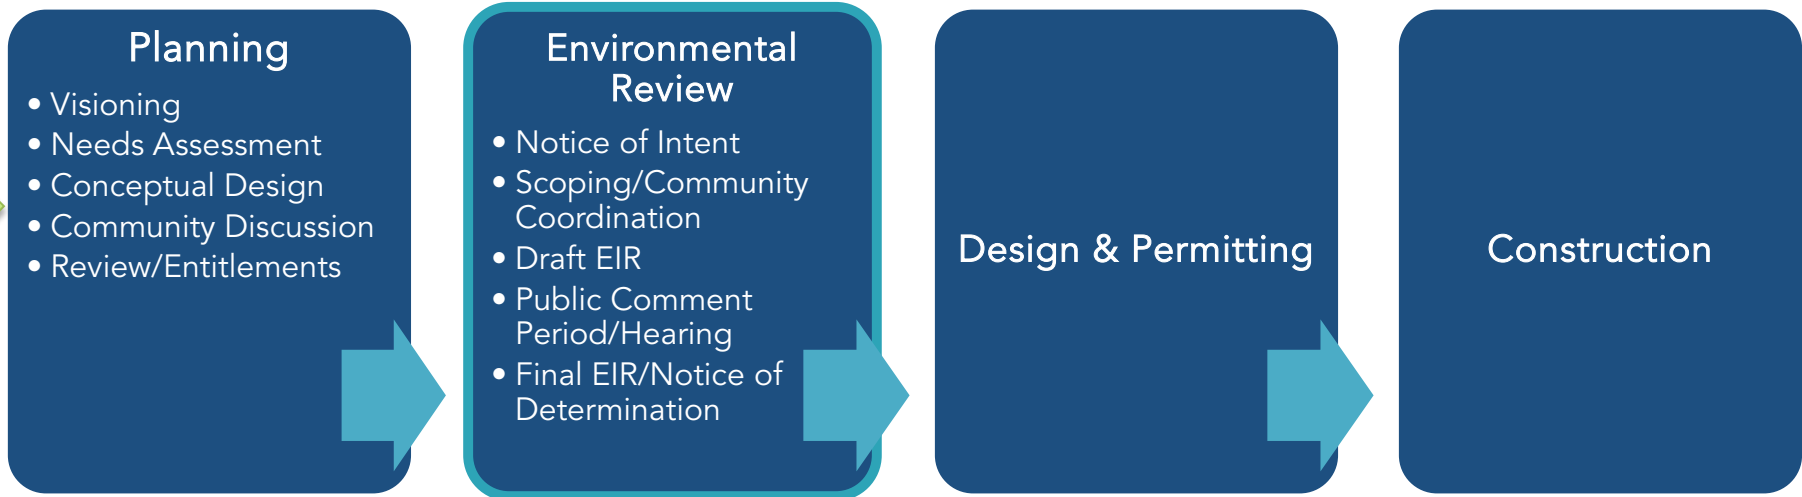 Planning
• Visioning
• Needs Assessment
• Conceptual Design
• Community Discussion
• Review/Entitlements
Environmental
Review
• Notice of Intent
• Scoping/Community
Coordination
• Draft EIR
• Public Comment
Period/Hearing
• Final EIR/Notice of
Determination
Design & Permitting
Construction